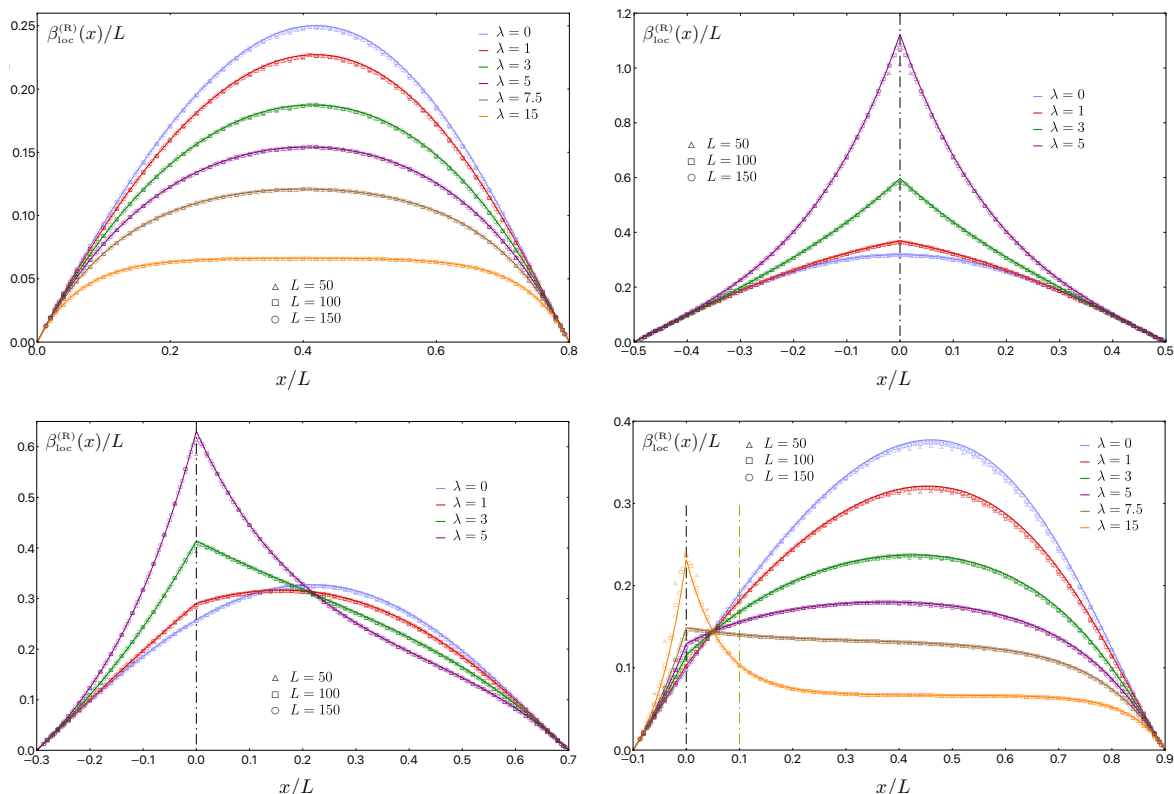 β_loc^(R)(x)/L
0.25
0.20
0.15
0.10
0.05
0.00
λ = 0
λ = 1
λ = 3
λ = 5
λ = 7.5
λ = 15
△ L = 50
□ L = 100
○ L = 150
0.0 0.2 0.4 0.6 0.8
x/L
β_loc^(R)(x)/L
1.2
1.0
0.8
0.6
0.4
0.2
0.0
△ L = 50
□ L = 100
○ L = 150
λ = 0
λ = 1
λ = 3
λ = 5
−0.5 −0.4 −0.3 −0.2 −0.1 0.0 0.1 0.2 0.3 0.4 0.5
x/L
β_loc^(R)(x)/L
0.6
0.5
0.4
0.3
0.2
0.1
0.0
λ = 0
λ = 1
λ = 3
λ = 5
△ L = 50
□ L = 100
○ L = 150
−0.3 −0.2 −0.1 0.0 0.1 0.2 0.3 0.4 0.5 0.6 0.7
x/L
β_loc^(R)(x)/L
0.4
0.3
0.2
0.1
0.0
△ L = 50
□ L = 100
○ L = 150
λ = 0
λ = 1
λ = 3
λ = 5
λ = 7.5
λ = 15
−0.1 0.0 0.1 0.2 0.3 0.4 0.5 0.6 0.7 0.8 0.9
x/L